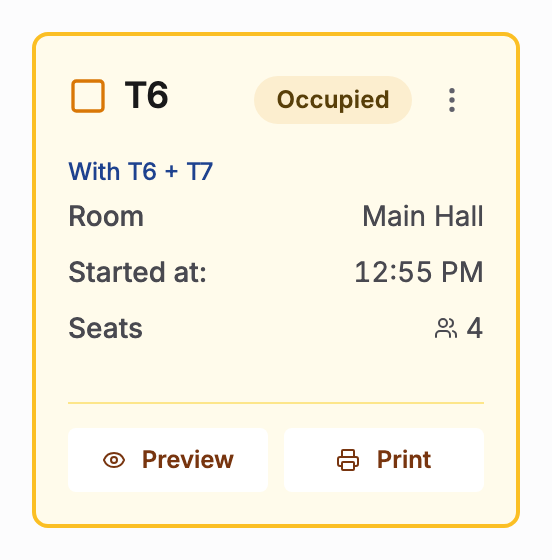 T6
Occupied
With T6 + T7
Room Main Hall
Started at: 12:55 PM
Seats 4
Preview Print